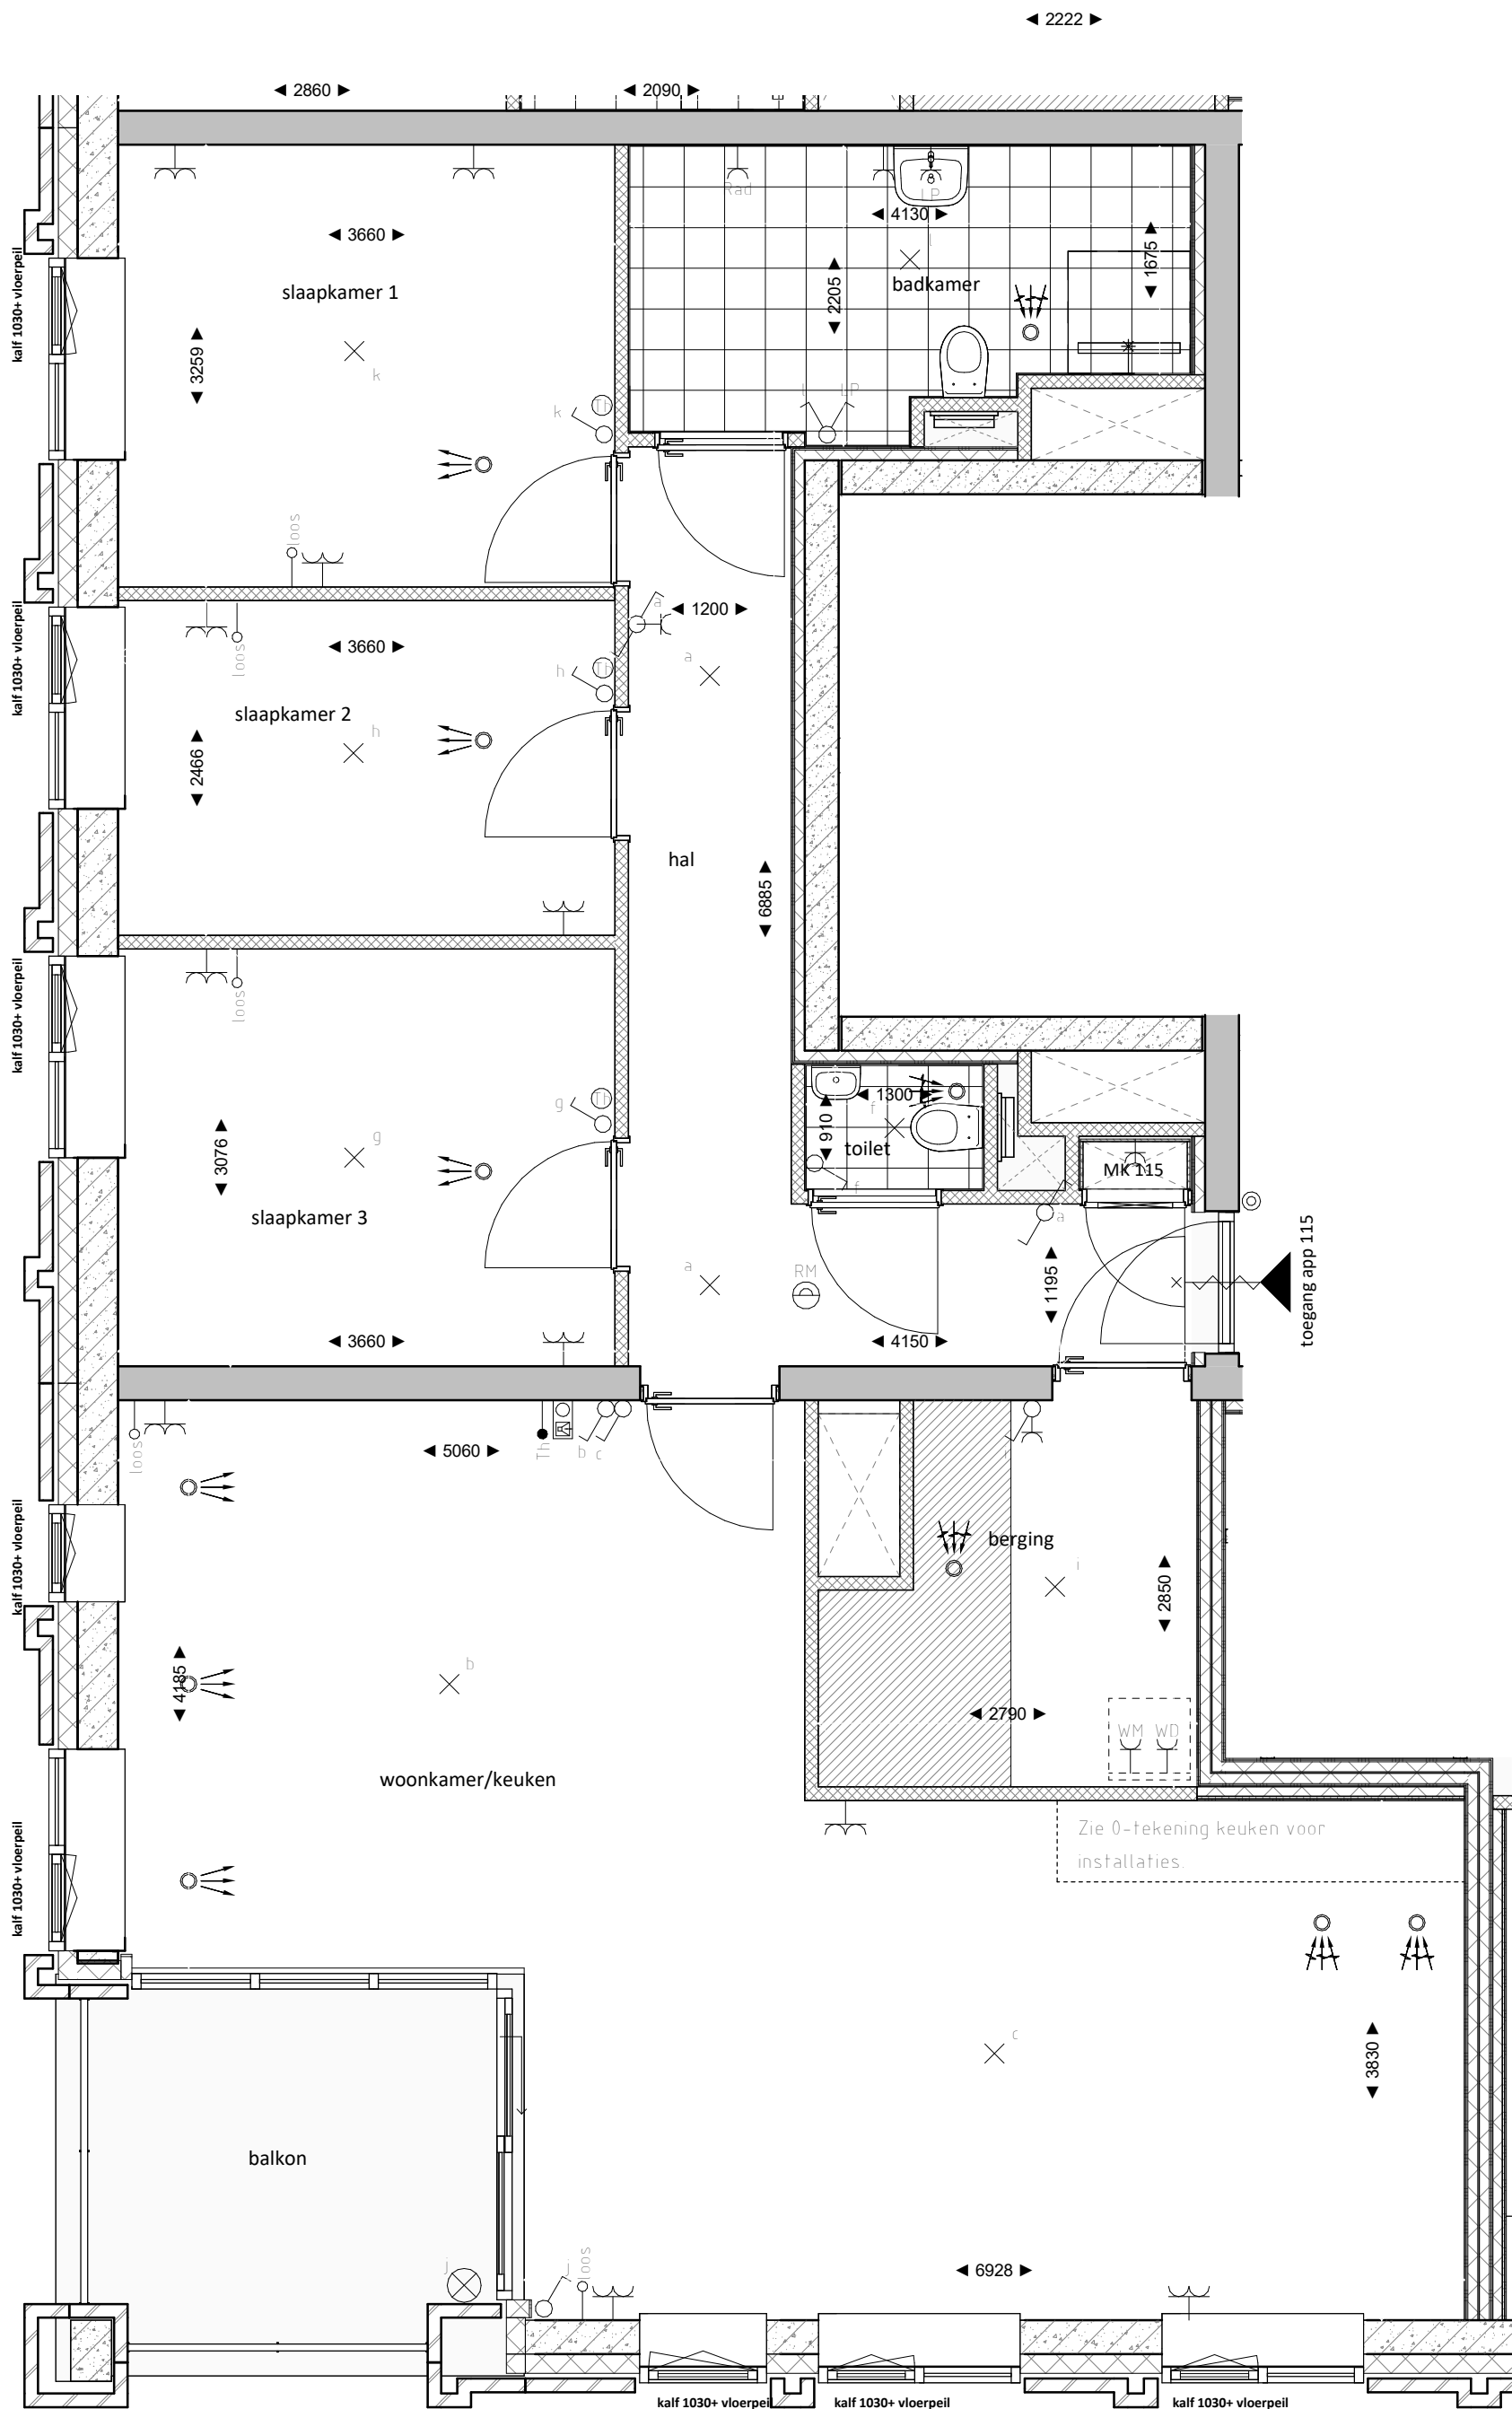 ◄ 2222 ►
◄ 2860 ►
◄ 2090 ►
Rad
LP
◄ 4130 ►
l
kalf 1030+ vloerpeil
◄ 3660 ►
slaapkamer 1
◄ 3259 ►
k
◄ 2205 ►
badkamer
◄ 1675 ►
k
Th
l
LP
loos
kalf 1030+ vloerpeil
loos
◄ 3660 ►
h
Th
a
◄ 1200 ►
a
slaapkamer 2
h
◄ 2466 ►
hal
◄ 6885 ►
kalf 1030+ vloerpeil
loos
g
Th
g
◄ 3076 ►
slaapkamer 3
◄ 1300 ►
f
◄ 910 ►
toilet
f
MK 115
a
a
RM
◄ 1195 ►
toegang app 115
◄ 3660 ►
◄ 4150 ►
loos
◄ 5060 ►
Th
b
c
i
kalf 1030+ vloerpeil
berging
i
◄ 2850 ►
◄ 4185 ►
b
◄ 2790 ►
WM
WD
woonkamer/keuken
Zie 0-tekening keuken voor
installaties.
kalf 1030+ vloerpeil
c
◄ 3830 ►
balkon
j
j
loos
◄ 6928 ►
kalf 1030+ vloerpeil
kalf 1030+ vloerpeil
kalf 1030+ vloerpeil